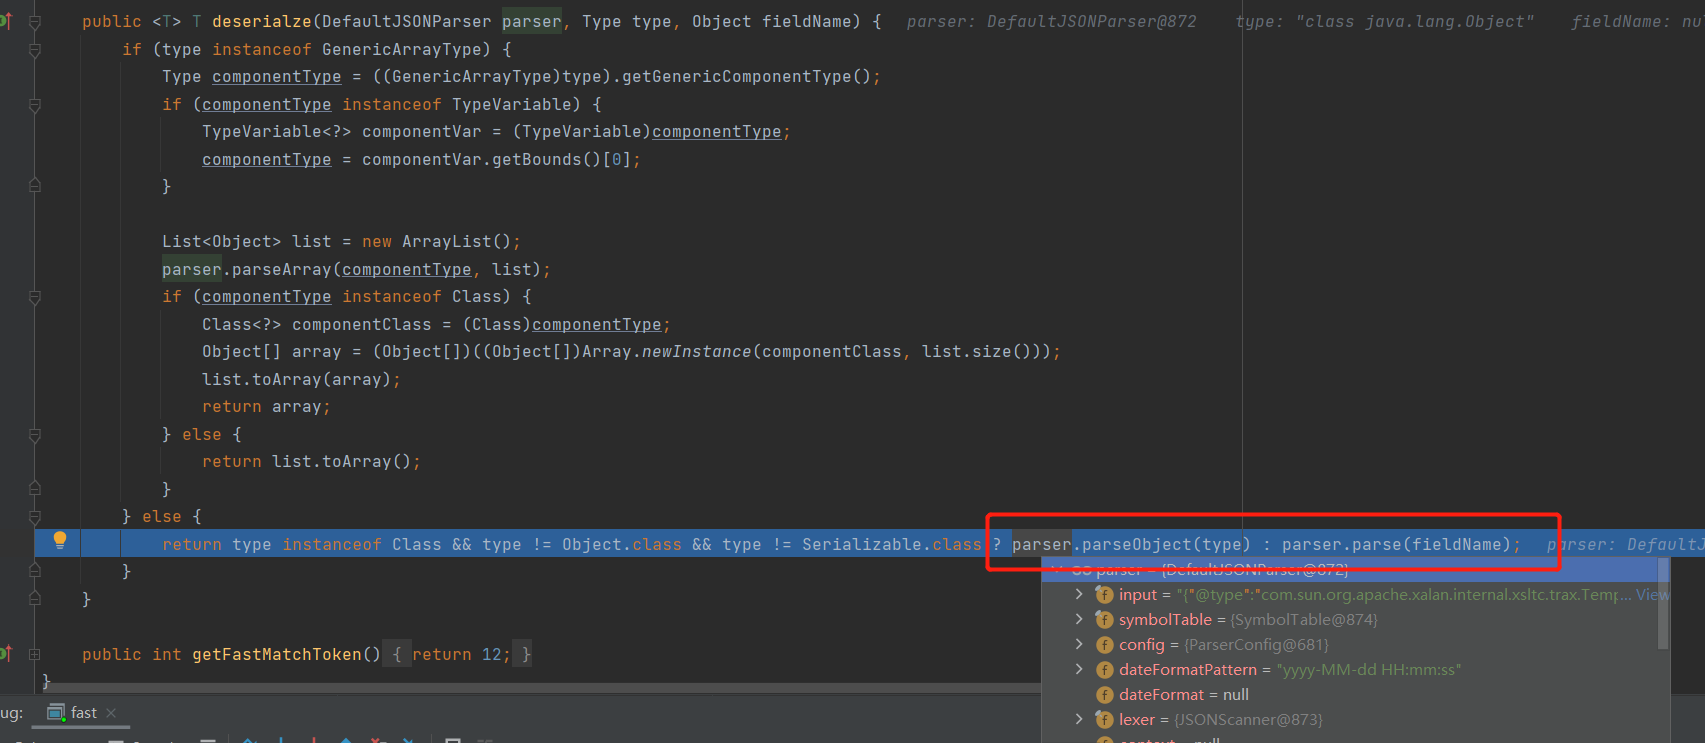 public <T> T deserialze(DefaultJSONParser parser, Type type, Object fieldName) {   parser: DefaultJSONParser@872    type: "class java.lang.Object"    fieldName: nu
if (type instanceof GenericArrayType) {
Type componentType = ((GenericArrayType)type).getGenericComponentType();
if (componentType instanceof TypeVariable) {
TypeVariable<?> componentVar = (TypeVariable)componentType;
componentType = componentVar.getBounds()[0];
}
List<Object> list = new ArrayList();
parser.parseArray(componentType, list);
if (componentType instanceof Class) {
Class<?> componentClass = (Class)componentType;
Object[] array = (Object[])((Object[])Array.newInstance(componentClass, list.size()));
list.toArray(array);
return array;
} else {
return list.toArray();
}
} else {
return type instanceof Class && type != Object.class && type != Serializable.class ? parser.parseObject(type) : parser.parse(fieldName);   parser: DefaultJ
}
}
parser = {DefaultJSONParser@872}
input = "{"@type":"com.sun.org.apache.xalan.internal.xsltc.trax.Temp... View
symbolTable = {SymbolTable@874}
config = {ParserConfig@681}
public int getFastMatchToken() { return 12; }
dateFormatPattern = "yyyy-MM-dd HH:mm:ss"
}
dateFormat = null
ug: fast
lexer = {JSONScanner@873}
context = null